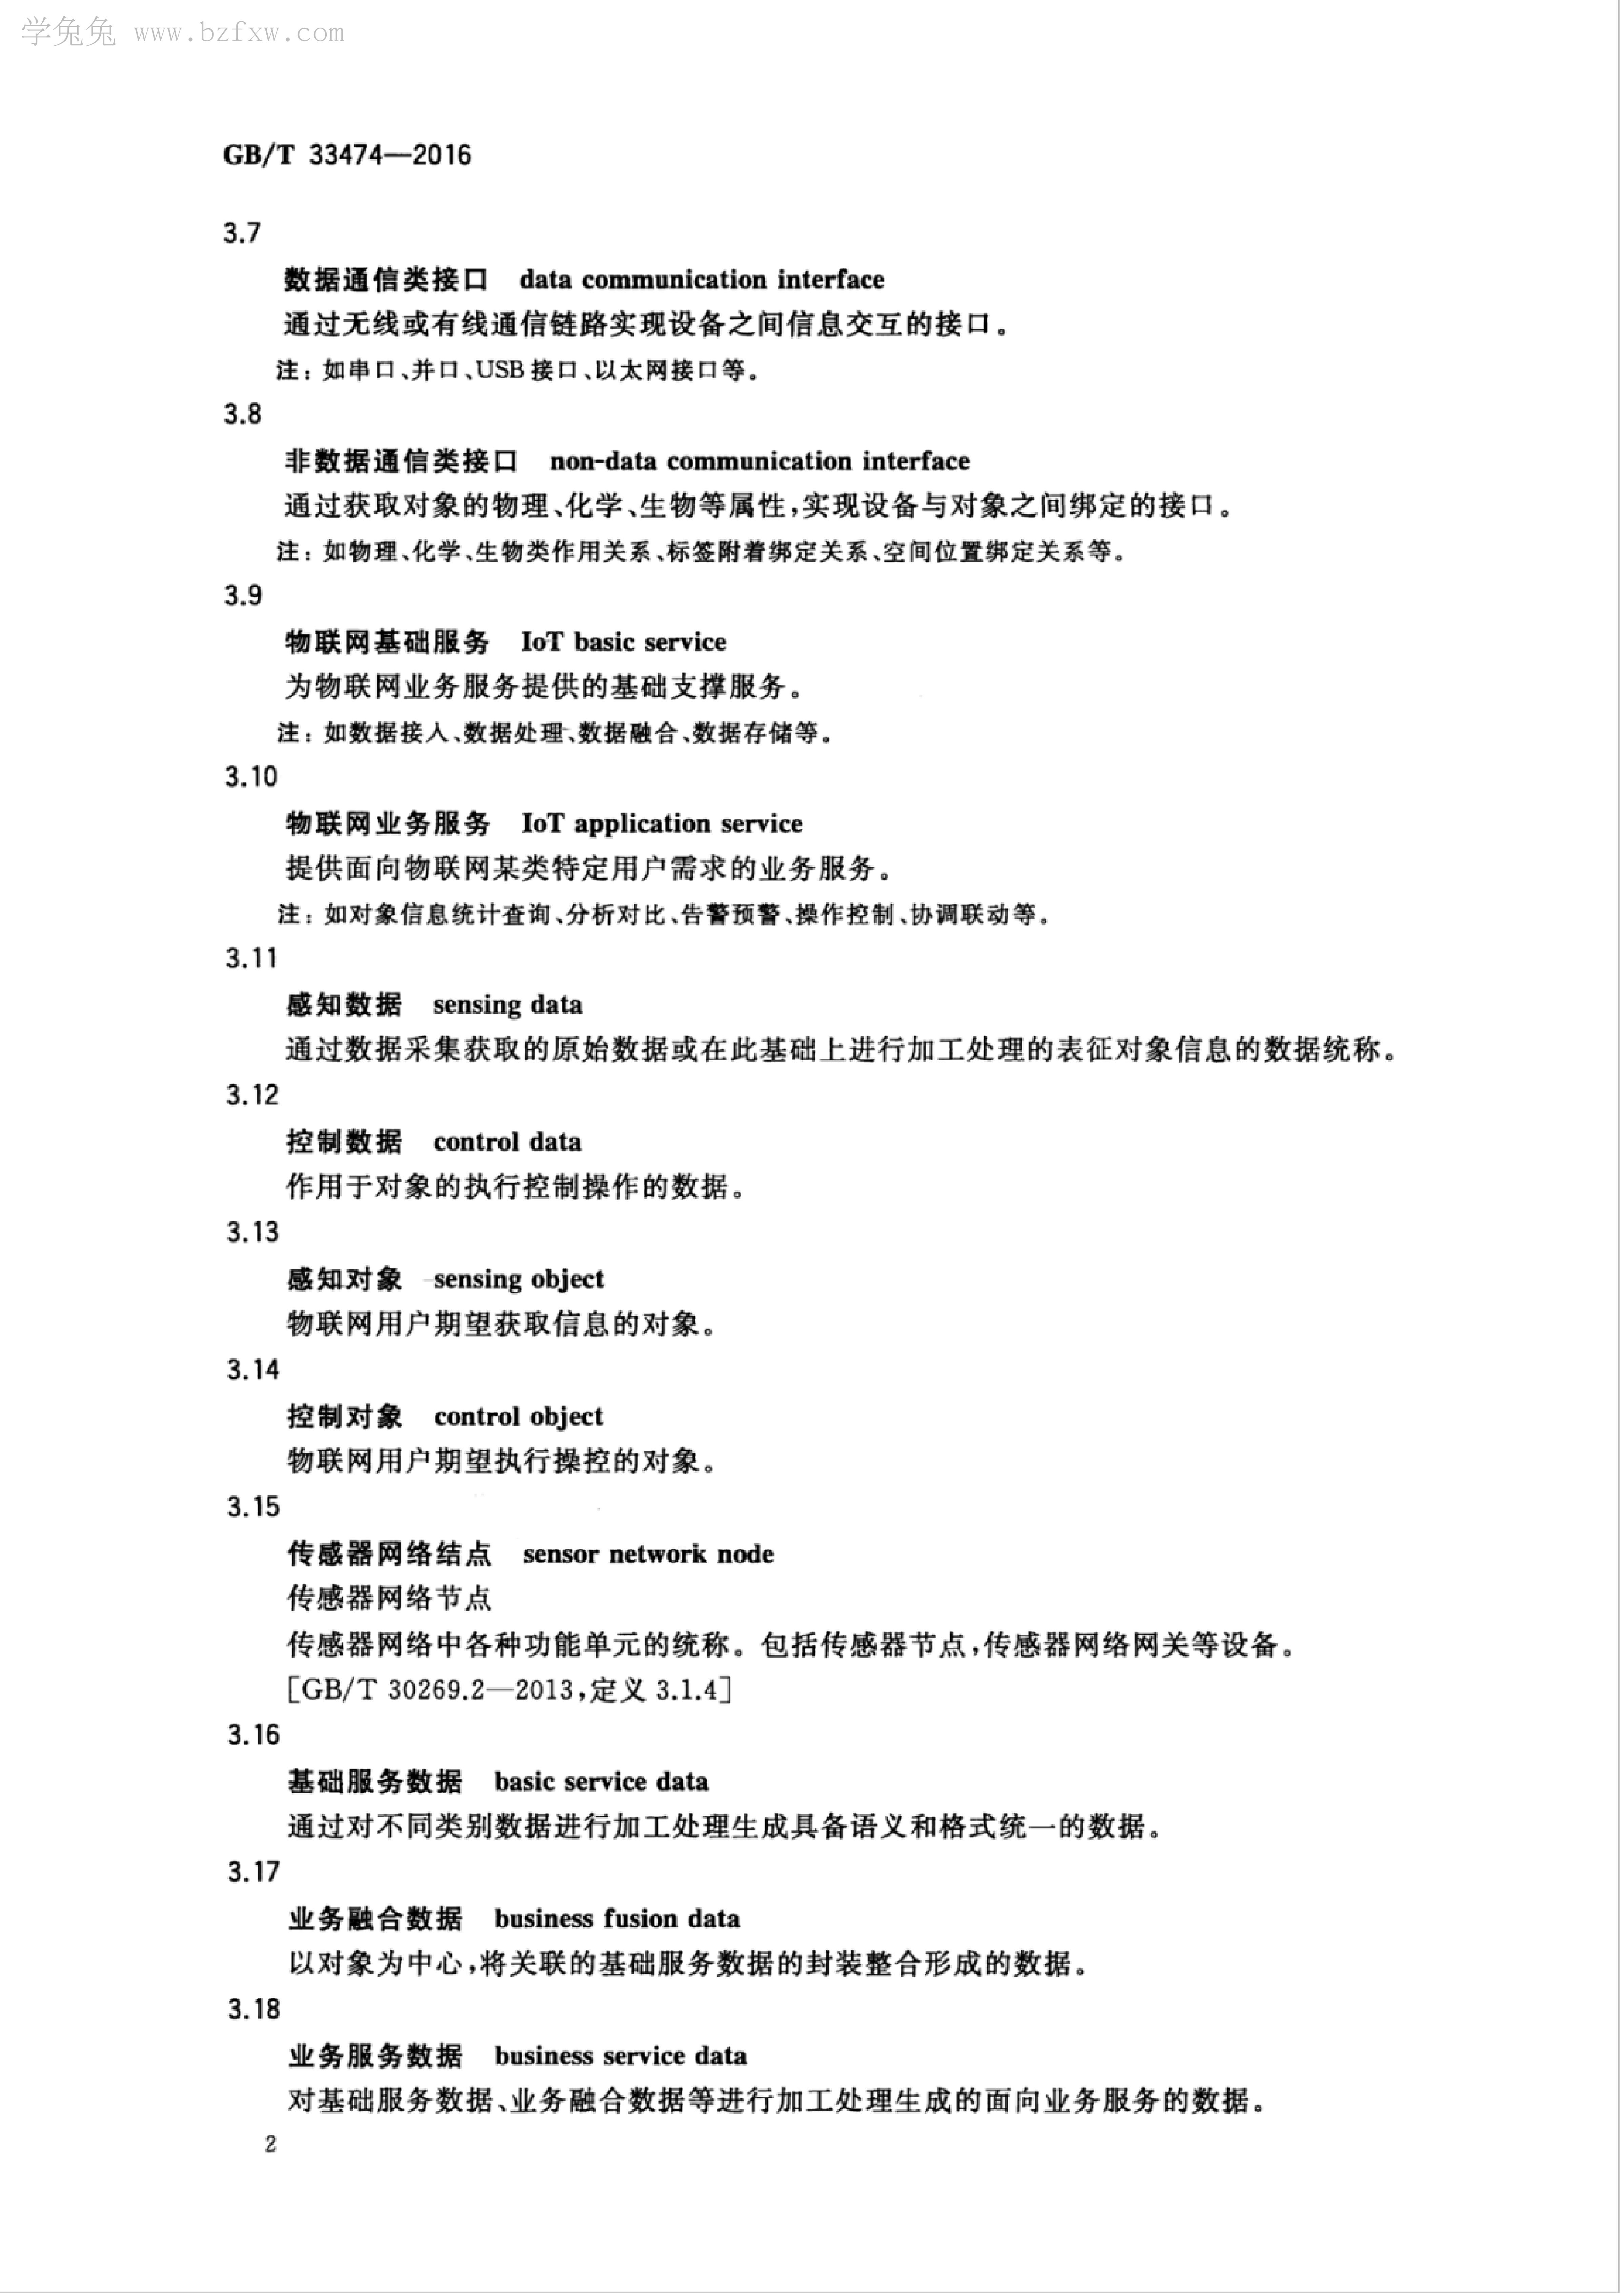 学兔兔 www.bzfxw.com
GB/T 33474—2016
3.7
数据通信类接口 data communication interface
通过无线或有线通信链路实现设备之间信息交互的接口。
注：如串口、并口、USB接口、以太网接口等。
3.8
非数据通信类接口 non-data communication interface
通过获取对象的物理、化学、生物等属性,实现设备与对象之间绑定的接口。
注：如物理、化学、生物类作用关系、标签附着绑定关系、空间位置绑定关系等。
3.9
物联网基础服务 IoT basic service
为物联网业务服务提供的基础支撑服务。
注：如数据接入、数据处理、数据融合、数据存储等。
3.10
物联网业务服务 IoT application service
提供面向物联网某类特定用户需求的业务服务。
注：如对象信息统计查询、分析对比、告警预警、操作控制、协调联动等。
3.11
感知数据 sensing data
通过数据采集获取的原始数据或在此基础上进行加工处理的表征对象信息的数据统称。
3.12
控制数据 control data
作用于对象的执行控制操作的数据。
3.13
感知对象 sensing object
物联网用户期望获取信息的对象。
3.14
控制对象 control object
物联网用户期望执行操控的对象。
3.15
传感器网络结点 sensor network node
传感器网络节点
传感器网络中各种功能单元的统称。包括传感器节点,传感器网络网关等设备。
[GB/T 30269.2—2013,定义 3.1.4]
3.16
基础服务数据 basic service data
通过对不同类别数据进行加工处理生成具备语义和格式统一的数据。
3.17
业务融合数据 business fusion data
以对象为中心,将关联的基础服务数据的封装整合形成的数据。
3.18
业务服务数据 business service data
对基础服务数据、业务融合数据等进行加工处理生成的面向业务服务的数据。
2